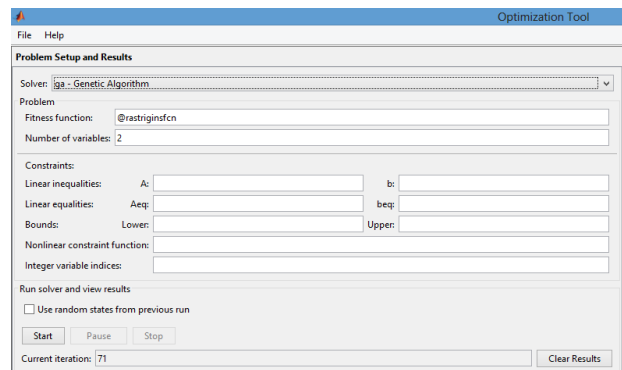 Optimization Tool
File Help
Problem Setup and Results
Solver: ga - Genetic Algorithm
Problem
Fitness function: @rastriginsfcn
Number of variables: 2
Constraints:
Linear inequalities: A: b:
Linear equalities: Aeq: beq:
Bounds: Lower: Upper:
Nonlinear constraint function:
Integer variable indices:
Run solver and view results
Use random states from previous run
Start Pause Stop
Current iteration: 71 Clear Results